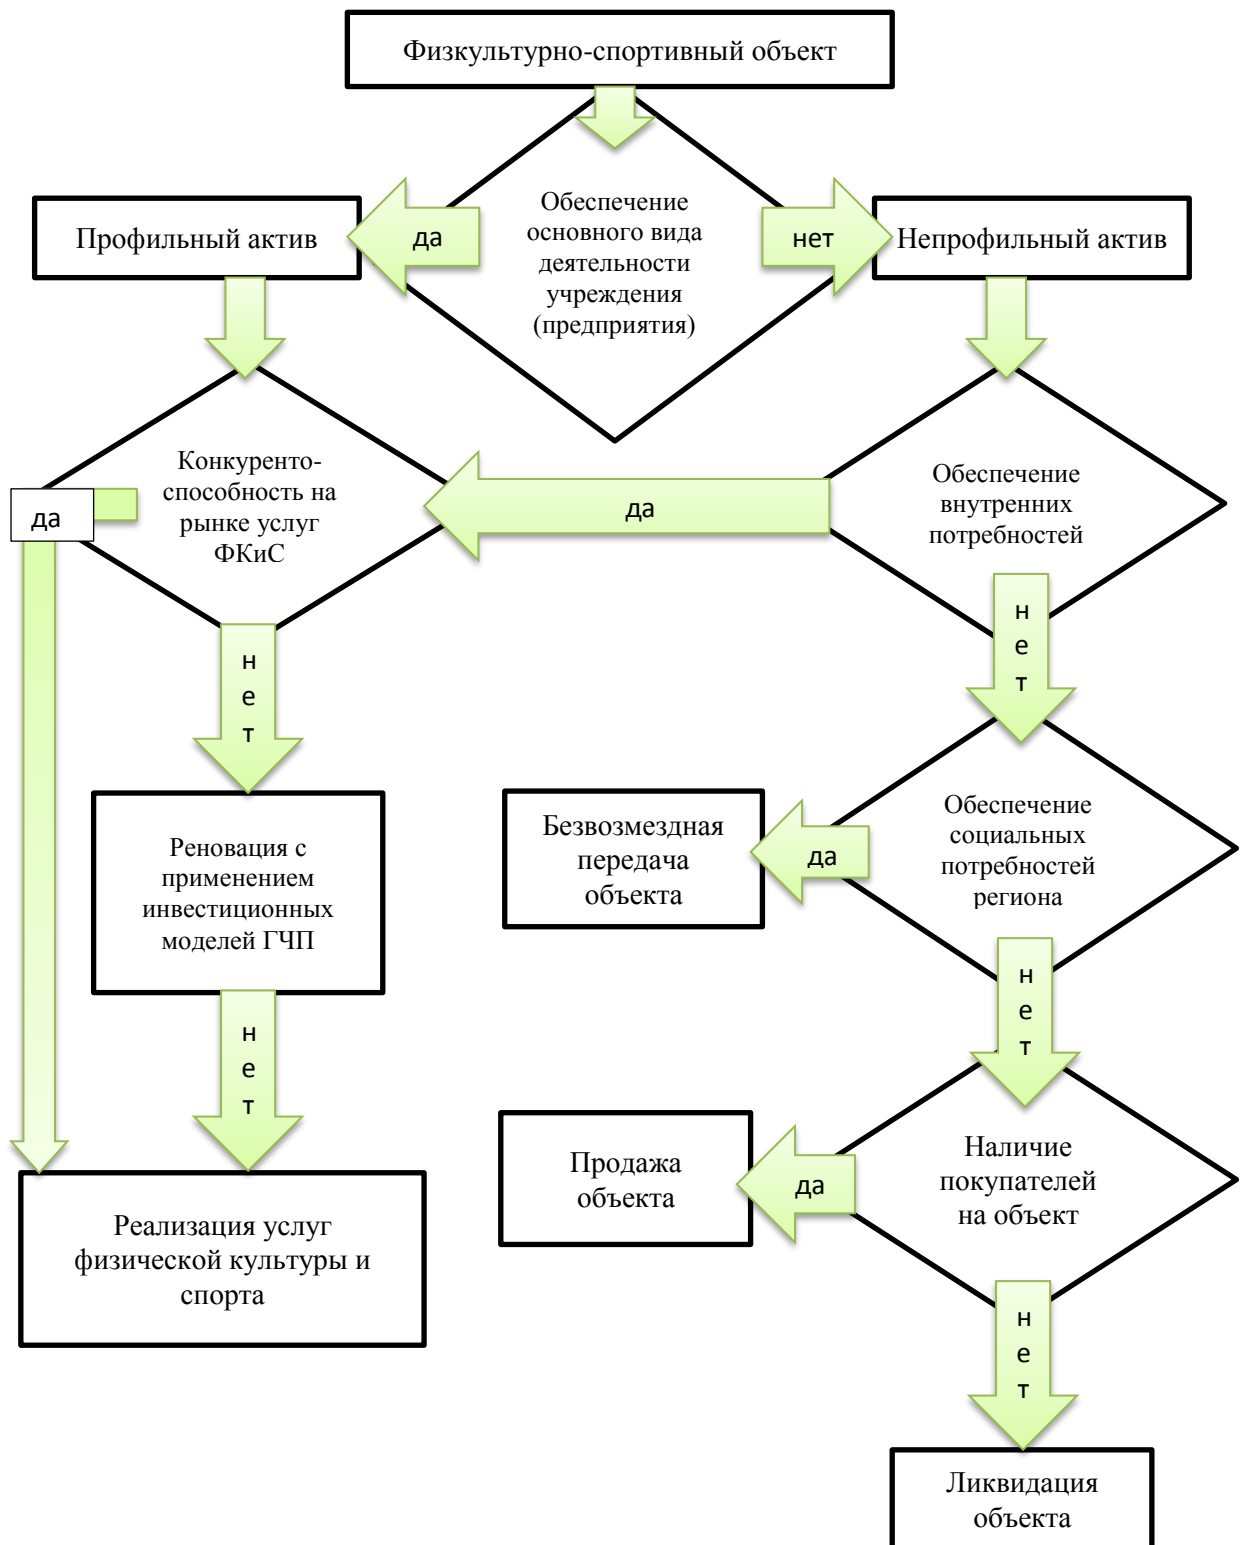 Физкультурно-спортивный объект
Обеспечение
основного вида
деятельности
учреждения
(предприятия)
да
нет
Профильный актив
Непрофильный актив
Конкуренто-
способность на
рынке услуг
ФКиС
да
да
Обеспечение
внутренних
потребностей
н
е
т
н
е
т
Реновация с
применением
инвестиционных
моделей ГЧП
Безвозмездная
передача
объекта
да
Обеспечение
социальных
потребностей
региона
н
е
т
н
е
т
Реализация услуг
физической культуры и
спорта
Продажа
объекта
да
Наличие
покупателей
на объект
н
е
т
Ликвидация
объекта